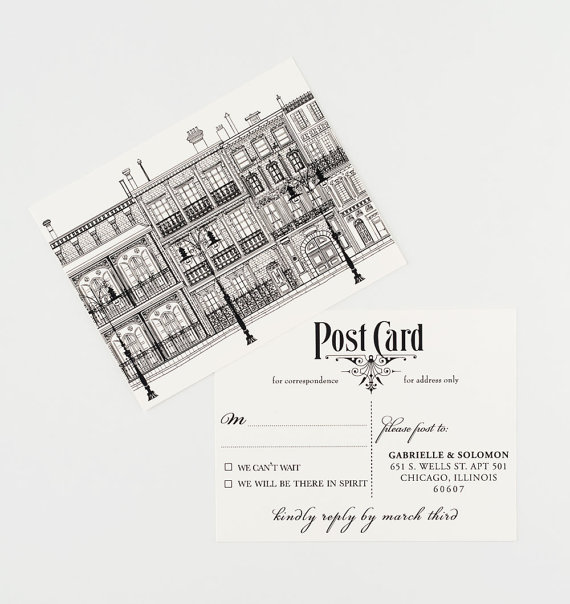 Post Card
for correspondence
for address only
M
☐ WE CAN'T WAIT
☐ WE WILL BE THERE IN SPIRIT
please post to:
GABRIELLE & SOLOMON
651 S. WELLS ST. APT 501
CHICAGO, ILLINOIS
60607
kindly reply by march third